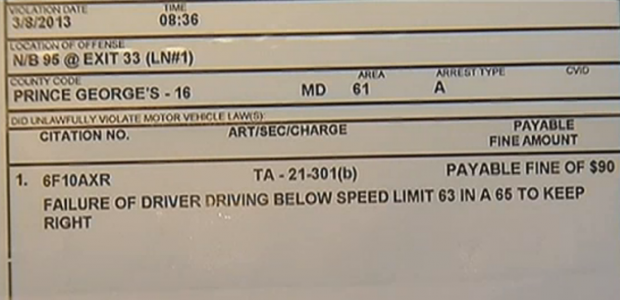 VIOLATION DATE TIME
3/8/2013 08:36
LOCATION OF OFFENSE
N/B 95 @ EXIT 33 (LN#1)
COUNTY CODE AREA ARREST TYPE CVID
PRINCE GEORGE'S - 16 MD 61 A
DID UNLAWFULLY VIOLATE MOTOR VEHICLE LAW(S):
CITATION NO. ART/SEC/CHARGE PAYABLE
FINE AMOUNT
1. 6F10AXR TA - 21-301(b) PAYABLE FINE OF $90
FAILURE OF DRIVER DRIVING BELOW SPEED LIMIT 63 IN A 65 TO KEEP
RIGHT